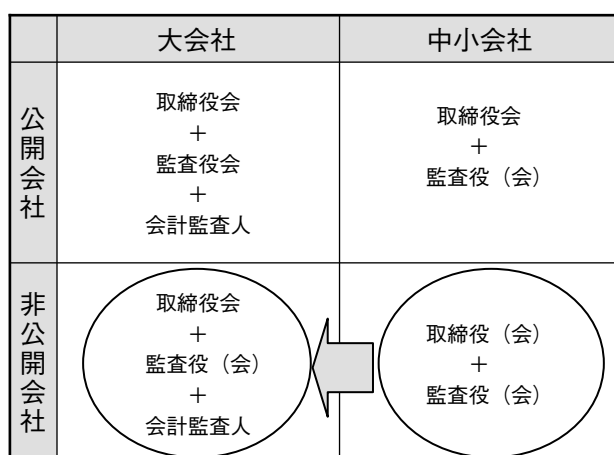 大会社
中小会社
公開会社
取締役会
＋
監査役会
＋
会計監査人
取締役会
＋
監査役（会）
非公開会社
取締役会
＋
監査役（会）
＋
会計監査人
取締役（会）
＋
監査役（会）